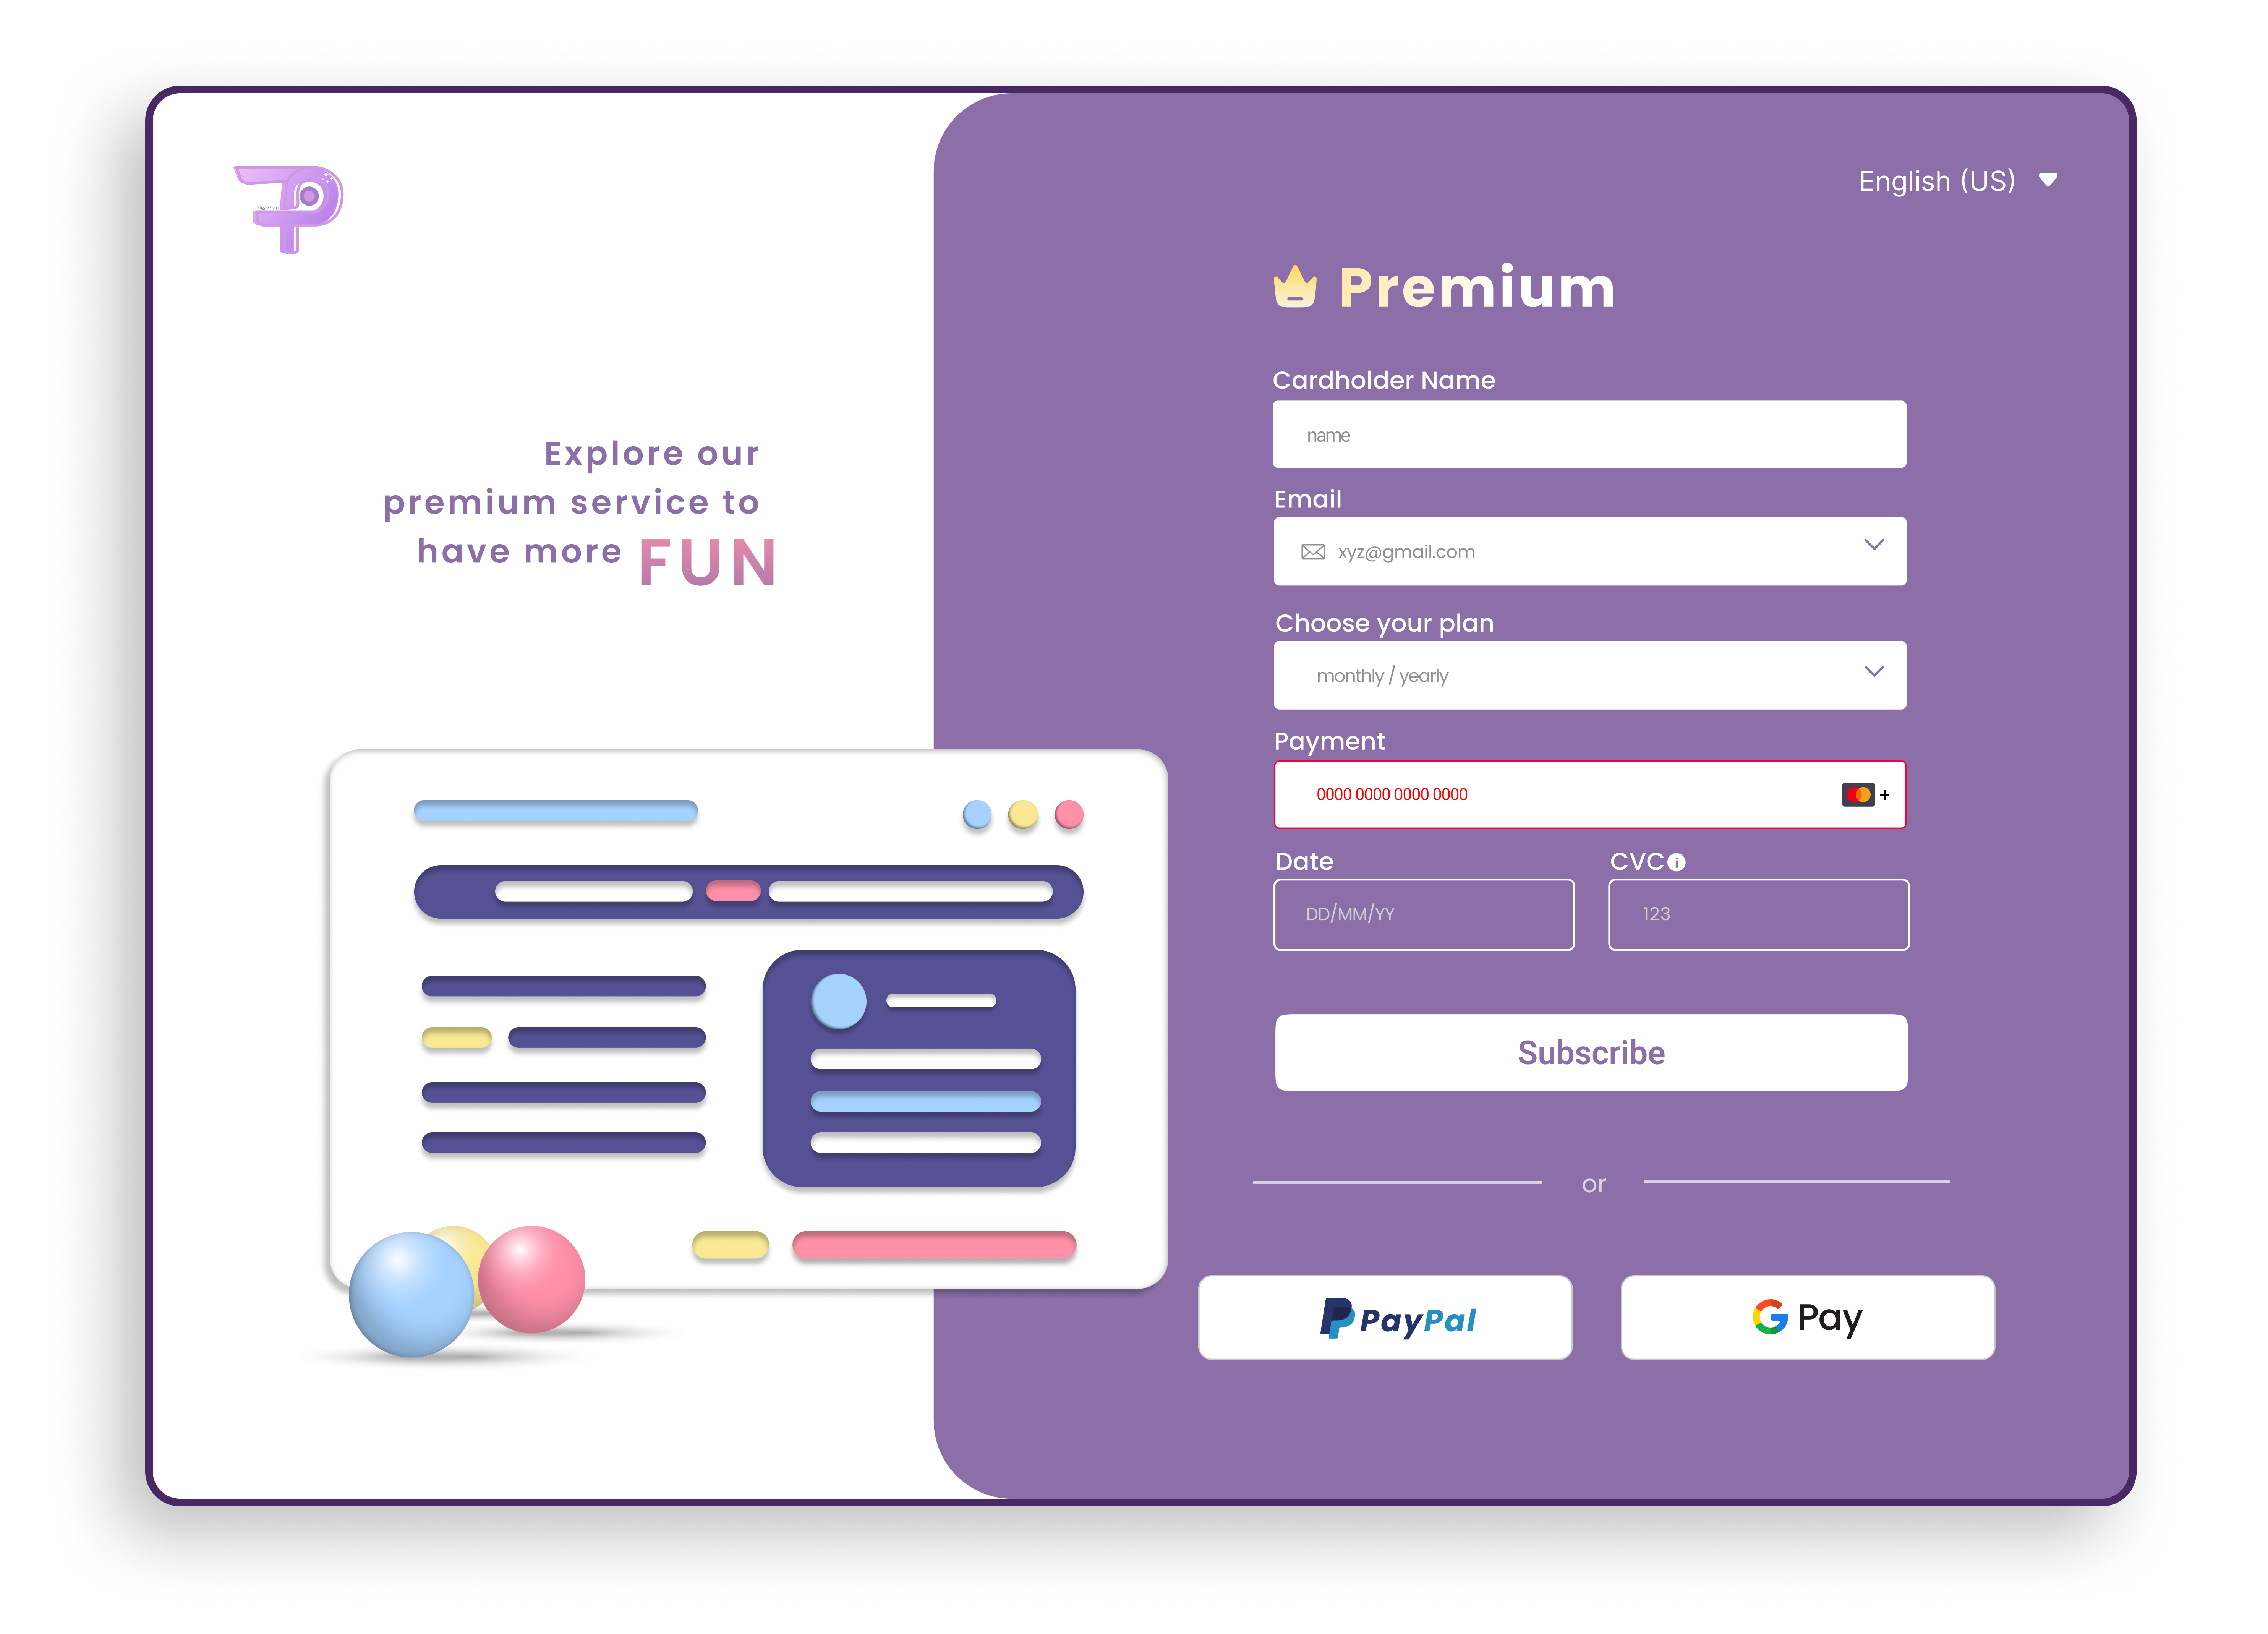 English (US)
Premium
Explore our
premium service to
have more FUN
Cardholder Name
name
Email
xyz@gmail.com
Choose your plan
monthly / yearly
Payment
0000 0000 0000 0000
+
Date
DD/MM/YY
CVC
i
123
Subscribe
or
PayPal
G Pay